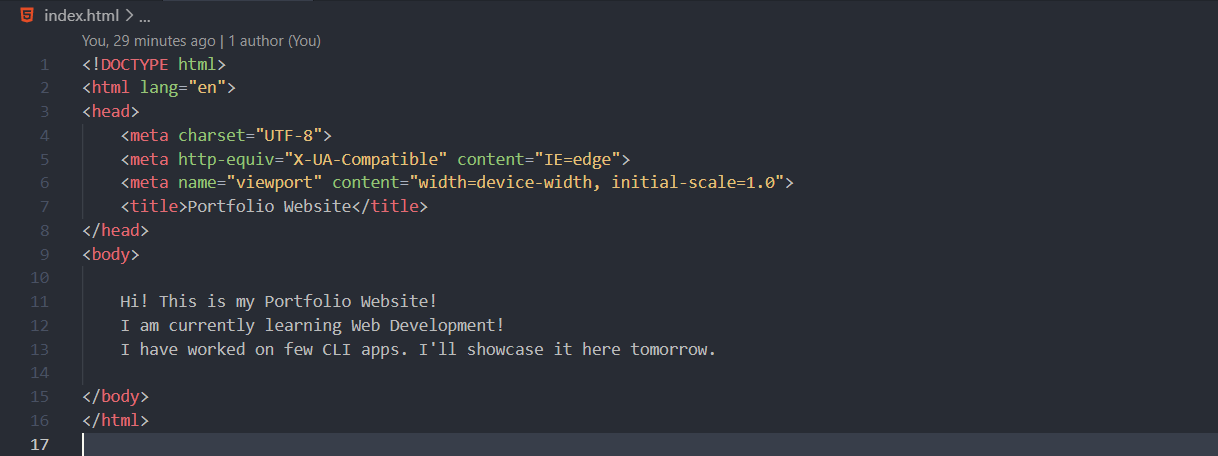 index.html > ...
You, 29 minutes ago | 1 author (You)
1 <!DOCTYPE html>
2 <html lang="en">
3 <head>
4     <meta charset="UTF-8">
5     <meta http-equiv="X-UA-Compatible" content="IE=edge">
6     <meta name="viewport" content="width=device-width, initial-scale=1.0">
7     <title>Portfolio Website</title>
8 </head>
9 <body>
10
11     Hi! This is my Portfolio Website!
12     I am currently learning Web Development!
13     I have worked on few CLI apps. I'll showcase it here tomorrow.
14
15 </body>
16 </html>
17